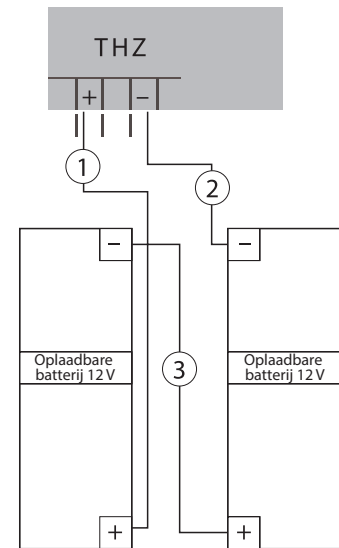 THZ
+ −
1
2
− −
Oplaadbare
batterij 12 V
3
Oplaadbare
batterij 12 V
+ +